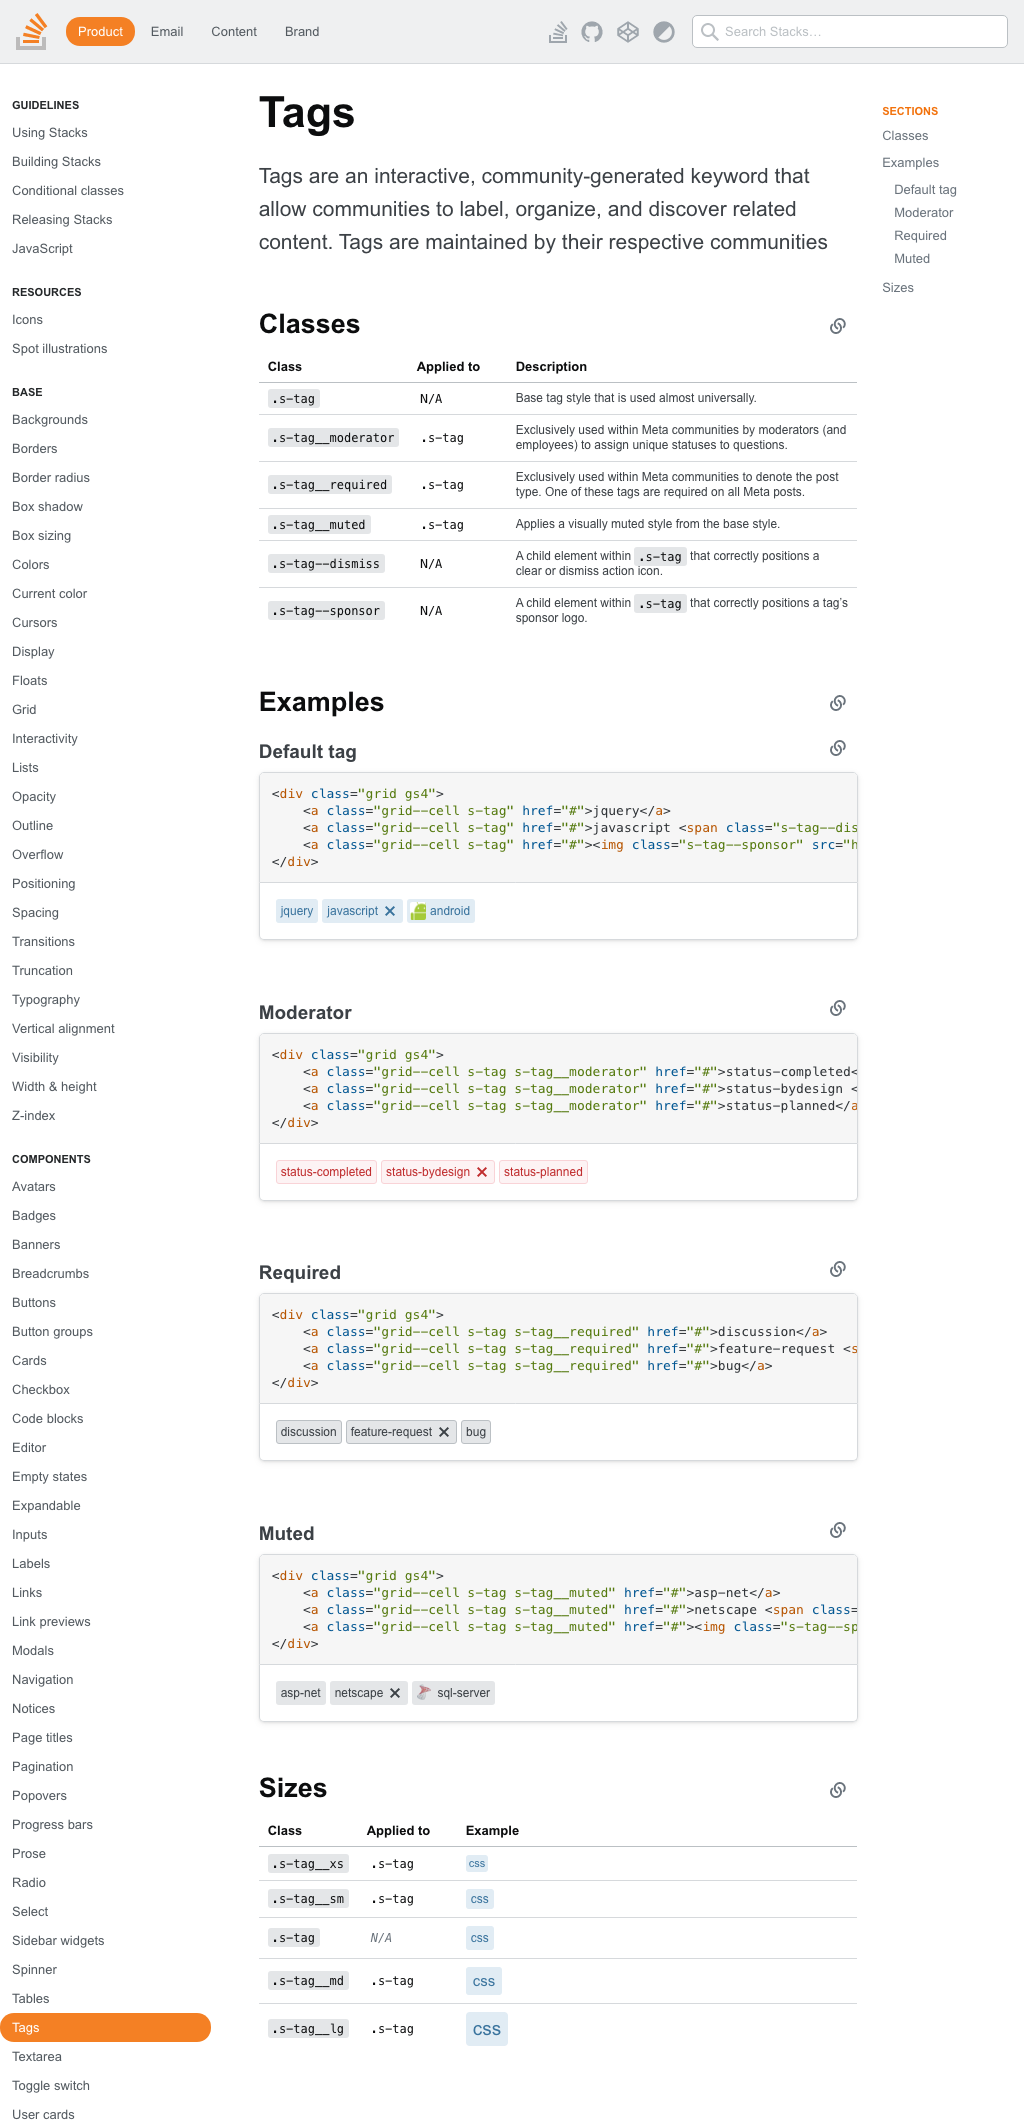 Product Email Content Brand Search Stacks...
GUIDELINES
Using Stacks
Building Stacks
Conditional classes
Releasing Stacks
JavaScript
RESOURCES
Icons
Spot illustrations
BASE
Backgrounds
Borders
Border radius
Box shadow
Box sizing
Colors
Current color
Cursors
Display
Floats
Grid
Interactivity
Lists
Opacity
Outline
Overflow
Positioning
Spacing
Transitions
Truncation
Typography
Vertical alignment
Visibility
Width & height
Z-index
COMPONENTS
Avatars
Badges
Banners
Breadcrumbs
Buttons
Button groups
Cards
Checkbox
Code blocks
Editor
Empty states
Expandable
Inputs
Labels
Links
Link previews
Modals
Navigation
Notices
Page titles
Pagination
Popovers
Progress bars
Prose
Radio
Select
Sidebar widgets
Spinner
Tables
Tags
Textarea
Toggle switch
User cards
Tags
Tags are an interactive, community-generated keyword that
allow communities to label, organize, and discover related
content. Tags are maintained by their respective communities
Classes
Class Applied to Description
.s-tag N/A Base tag style that is used almost universally.
.s-tag__moderator .s-tag Exclusively used within Meta communities by moderators (and
employees) to assign unique statuses to questions.
.s-tag__required .s-tag Exclusively used within Meta communities to denote the post
type. One of these tags are required on all Meta posts.
.s-tag__muted .s-tag Applies a visually muted style from the base style.
.s-tag--dismiss N/A A child element within .s-tag that correctly positions a
clear or dismiss action icon.
.s-tag--sponsor N/A A child element within .s-tag that correctly positions a tag’s
sponsor logo.
Examples
Default tag
<div class="grid gs4">
<a class="grid--cell s-tag" href="#">jquery</a>
<a class="grid--cell s-tag" href="#">javascript <span class="s-tag--dis
<a class="grid--cell s-tag" href="#"><img class="s-tag--sponsor" src="h
</div>
jquery javascript android
Moderator
<div class="grid gs4">
<a class="grid--cell s-tag s-tag__moderator" href="#">status-completed<
<a class="grid--cell s-tag s-tag__moderator" href="#">status-bydesign <
<a class="grid--cell s-tag s-tag__moderator" href="#">status-planned</a
</div>
status-completed status-bydesign status-planned
Required
<div class="grid gs4">
<a class="grid--cell s-tag s-tag__required" href="#">discussion</a>
<a class="grid--cell s-tag s-tag__required" href="#">feature-request <s
<a class="grid--cell s-tag s-tag__required" href="#">bug</a>
</div>
discussion feature-request bug
Muted
<div class="grid gs4">
<a class="grid--cell s-tag s-tag__muted" href="#">asp-net</a>
<a class="grid--cell s-tag s-tag__muted" href="#">netscape <span class=
<a class="grid--cell s-tag s-tag__muted" href="#"><img class="s-tag--sp
</div>
asp-net netscape sql-server
Sizes
Class Applied to Example
.s-tag__xs .s-tag css
.s-tag__sm .s-tag css
.s-tag N/A css
.s-tag__md .s-tag css
.s-tag__lg .s-tag css
SECTIONS
Classes
Examples
Default tag
Moderator
Required
Muted
Sizes